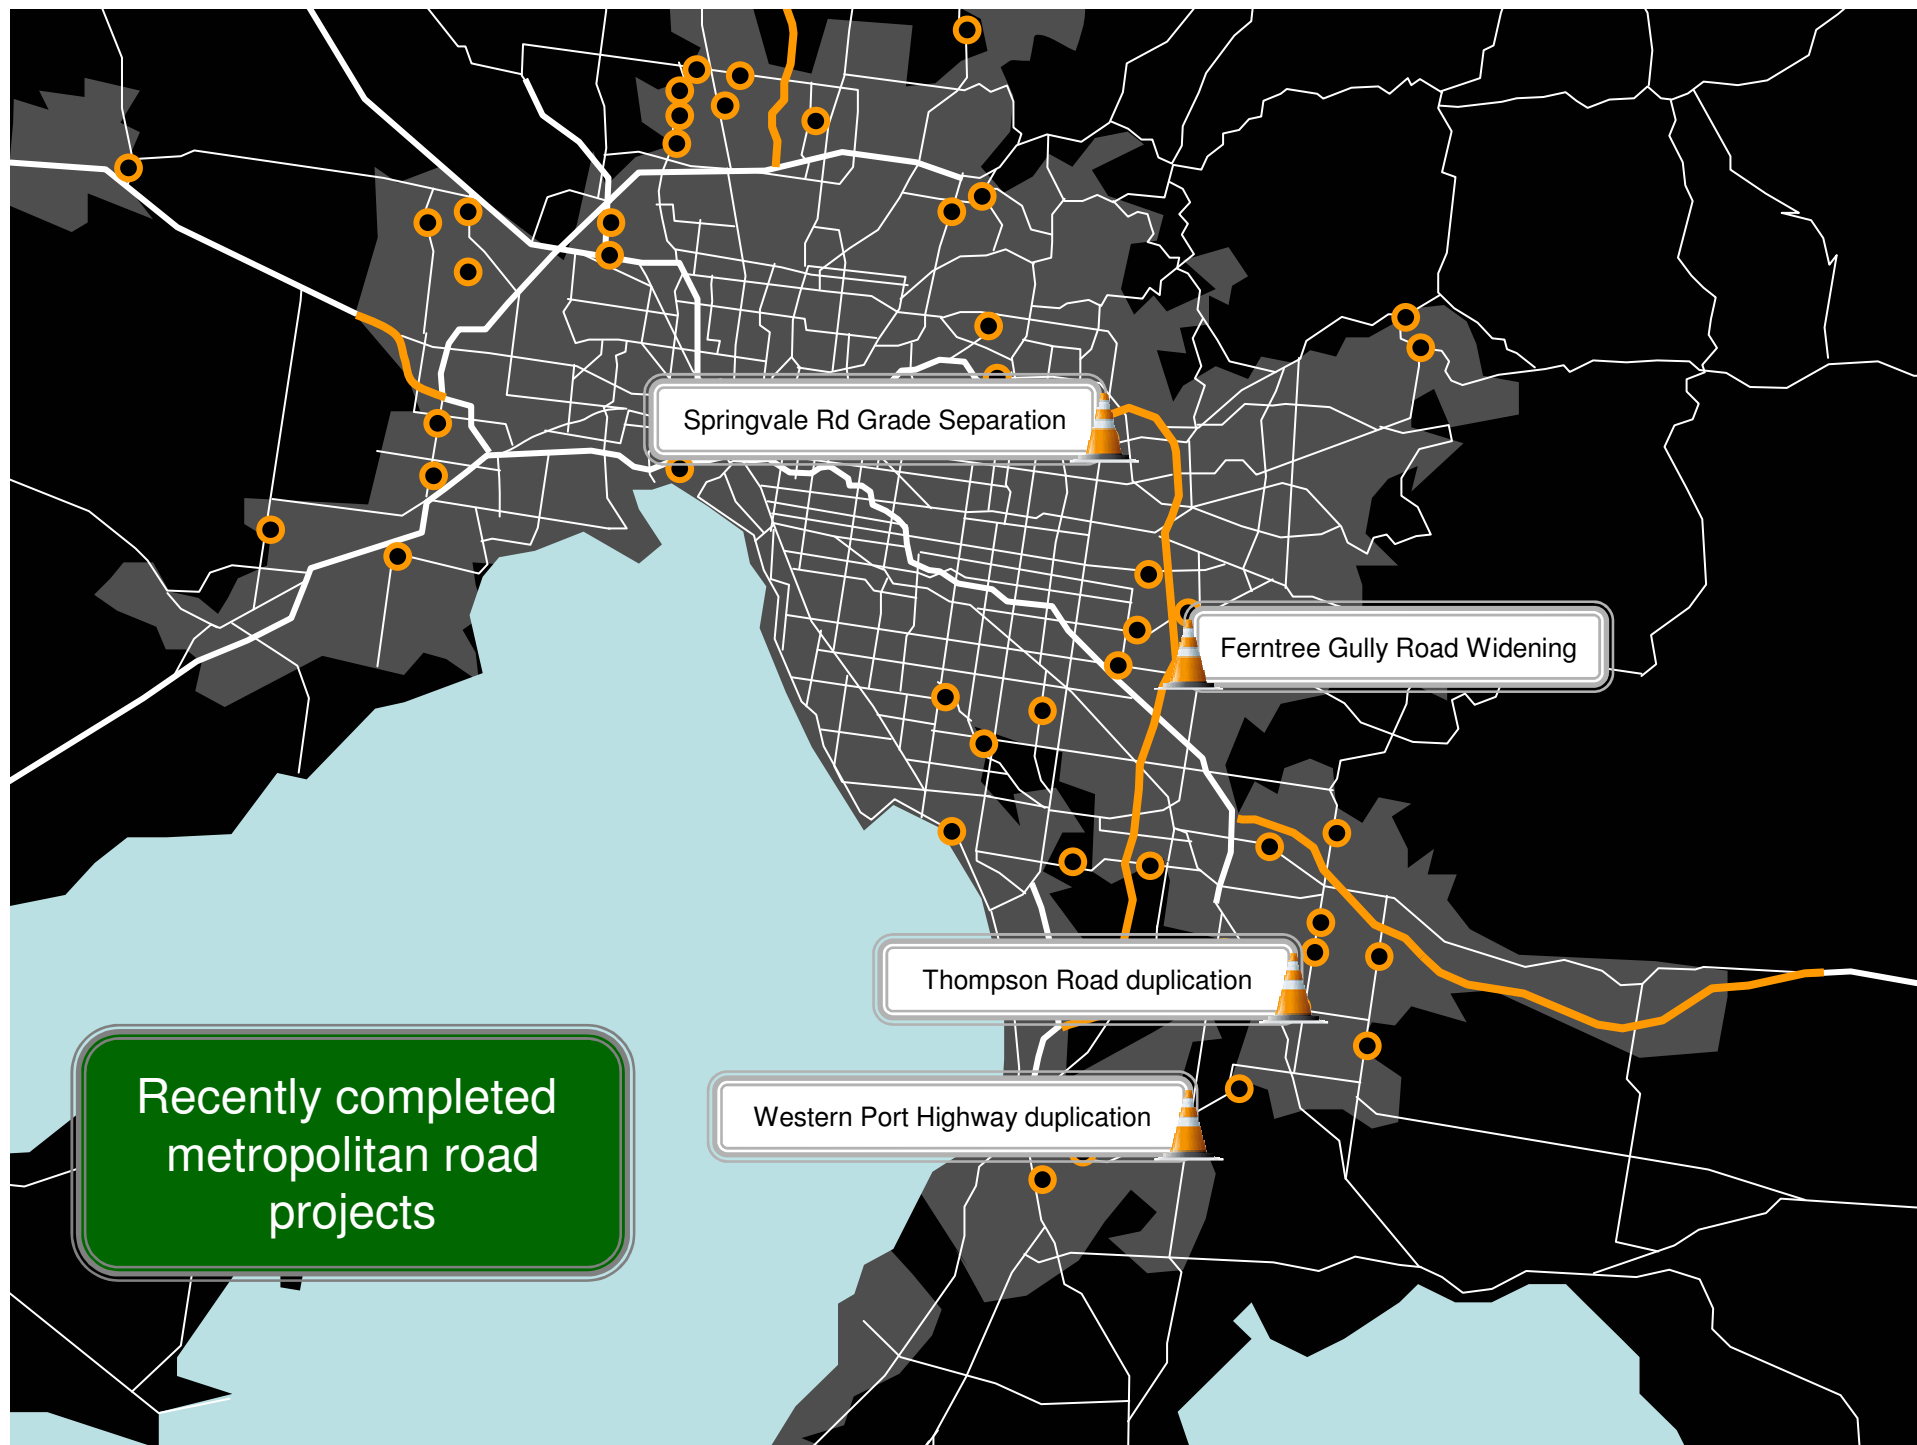 Springvale Rd Grade Separation
Ferntree Gully Road Widening
Thompson Road duplication
Western Port Highway duplication
Recently completed
metropolitan road
projects